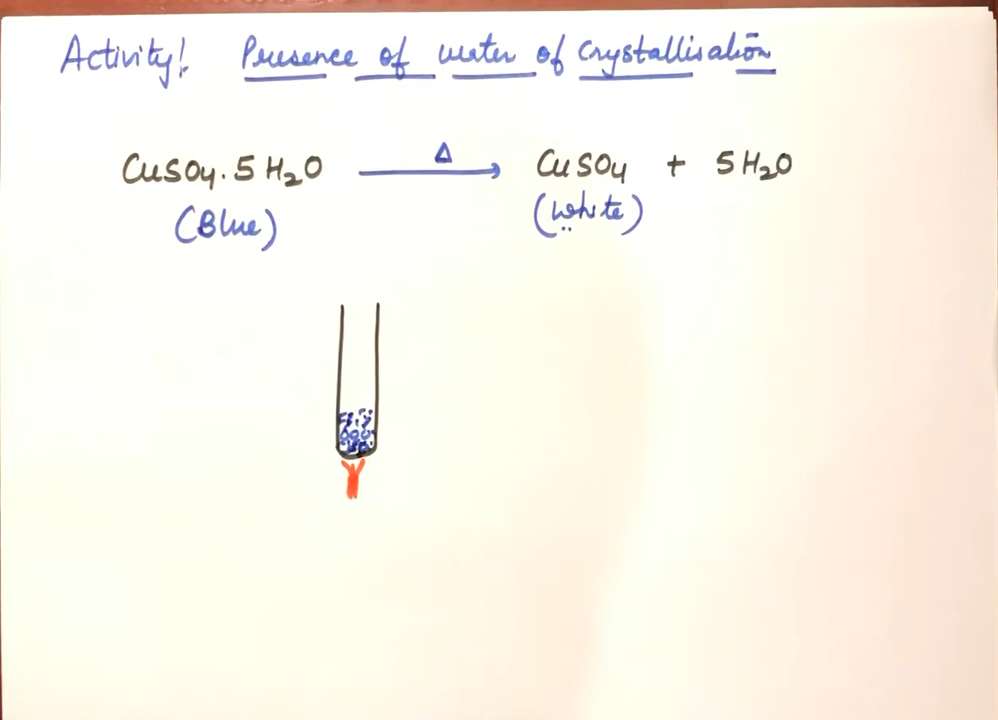 Activity! Presence of water of Crystallisation
CuSO4.5H2O Δ CuSO4 + 5H2O
(Blue) (White)